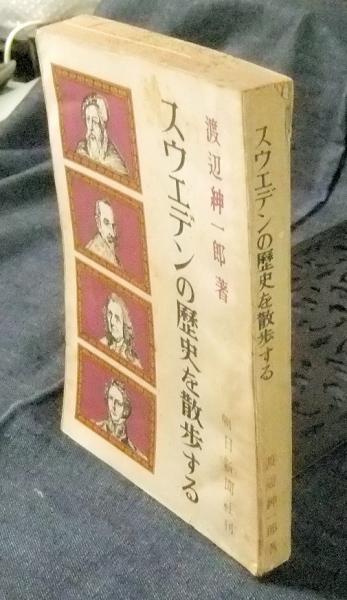 渡辺紳一郎著
スウエデンの歴史を散歩する
朝日新聞社刊
スウエデンの歴史を散歩する
渡辺紳一郎著